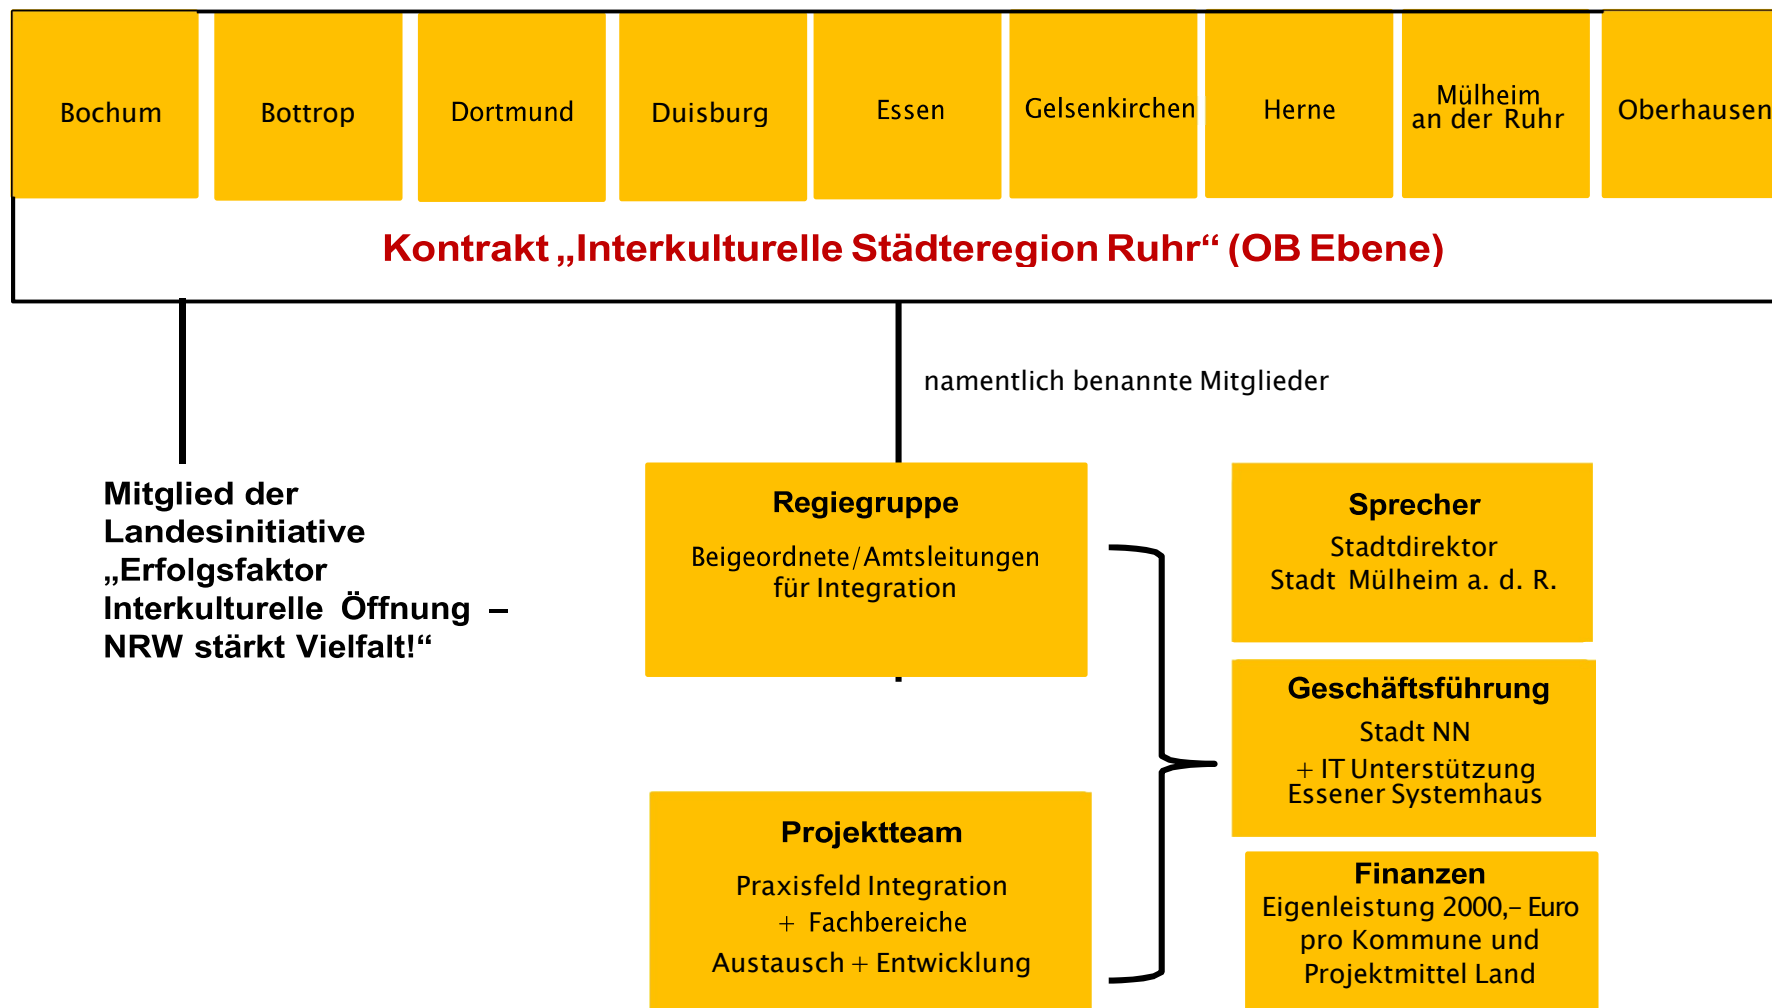 Bochum
Bottrop
Dortmund
Duisburg
Essen
Gelsenkirchen
Herne
Mülheim
an der Ruhr
Oberhausen
Kontrakt „Interkulturelle Städteregion Ruhr“ (OB Ebene)
namentlich benannte Mitglieder
Mitglied der
Landesinitiative
„Erfolgsfaktor
Interkulturelle Öffnung –
NRW stärkt Vielfalt!“
Regiegruppe
Beigeordnete/Amtsleitungen
für Integration
Projektteam
Praxisfeld Integration
+ Fachbereiche
Austausch + Entwicklung
Sprecher
Stadtdirektor
Stadt Mülheim a. d. R.
Geschäftsführung
Stadt NN
+ IT Unterstützung
Essener Systemhaus
Finanzen
Eigenleistung 2000,– Euro
pro Kommune und
Projektmittel Land